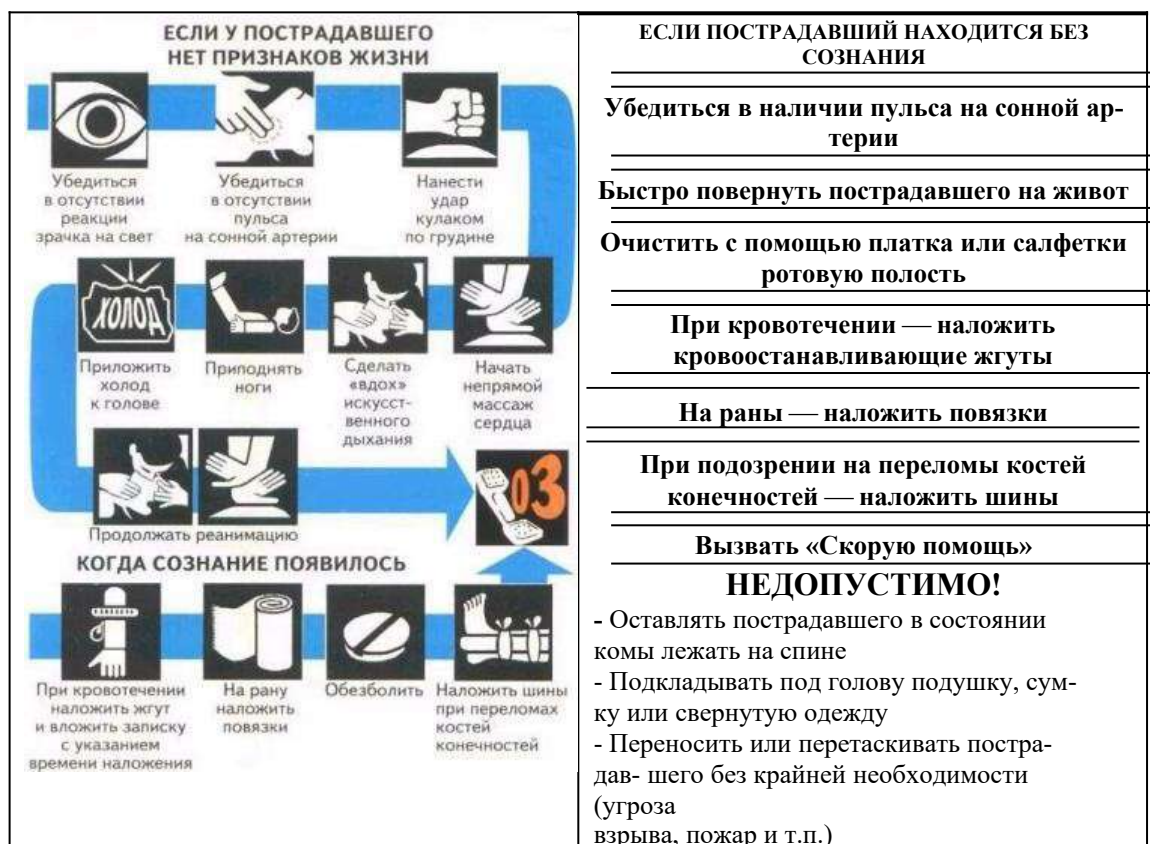 ЕСЛИ У ПОСТРАДАВШЕГО
НЕТ ПРИЗНАКОВ ЖИЗНИ
Убедиться
в отсутствии
реакции
зрачка на свет
Убедиться
в отсутствии
пульса
на сонной артерии
Нанести
удар
кулаком
по грудине
ХОЛОД
Приложить
холод
к голове
Приподнять
ноги
Сделать
«вдох»
искусст-
венного
дыхания
Начать
непрямой
массаж
сердца
Продолжать реанимацию
03
КОГДА СОЗНАНИЕ ПОЯВИЛОСЬ
При кровотечении
наложить жгут
и вложить записку
с указанием
времени наложения
На рану
наложить
повязки
Обезболить
Наложить шины
при переломах
костей
конечностей
ЕСЛИ ПОСТРАДАВШИЙ НАХОДИТСЯ БЕЗ
СОЗНАНИЯ
Убедиться в наличии пульса на сонной ар-
терии
Быстро повернуть пострадавшего на живот
Очистить с помощью платка или салфетки
ротовую полость
При кровотечении — наложить
кровоостанавливающие жгуты
На раны — наложить повязки
При подозрении на переломы костей
конечностей — наложить шины
Вызвать «Скорую помощь»
НЕДОПУСТИМО!
- Оставлять пострадавшего в состоянии
комы лежать на спине
- Подкладывать под голову подушку, сум-
ку или свернутую одежду
- Переносить или перетаскивать постра-
дав- шего без крайней необходимости
(угроза
взрыва, пожар и т.п.)